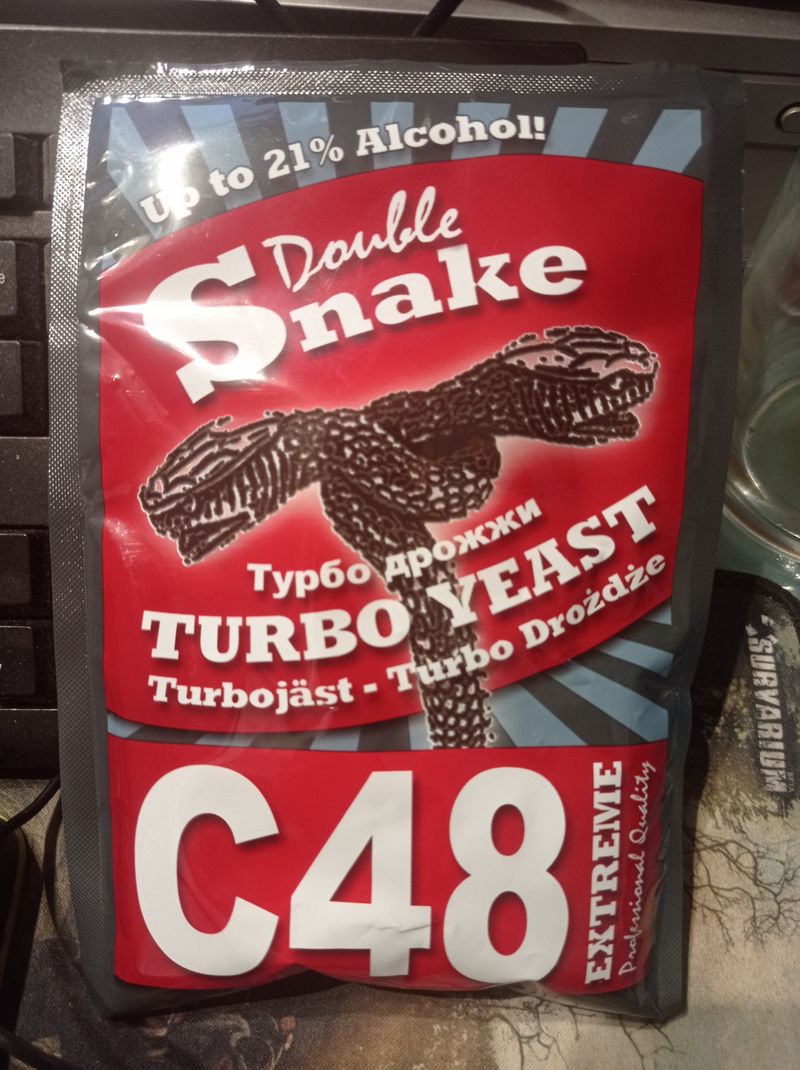 Up to 21% Alcohol!
Double
Snake
Турбо дрожжи
TURBO YEAST
Turbojäst - Turbo Drożdże
C48
EXTREME
Professional Quality
SURVARIUM